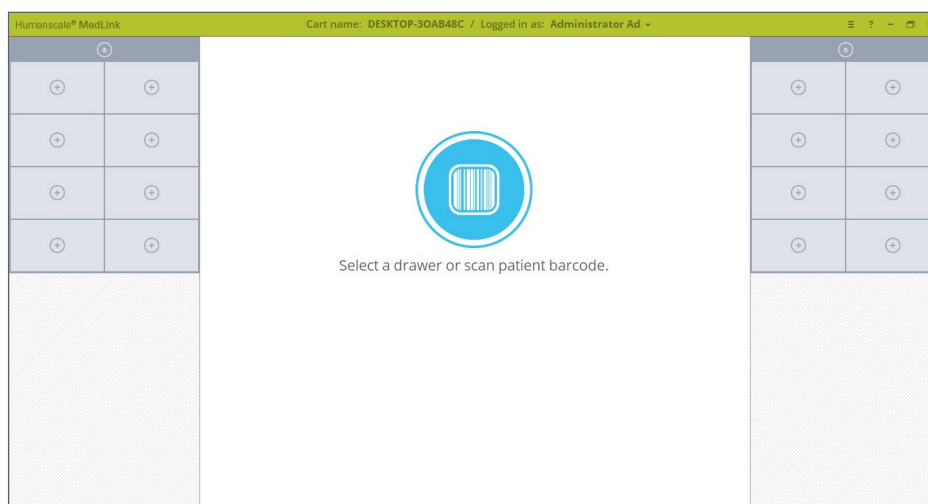 Humanscale® MedLink
Cart name: DESKTOP-3OAB48C / Logged in as: Administrator Ad
?
Select a drawer or scan patient barcode.